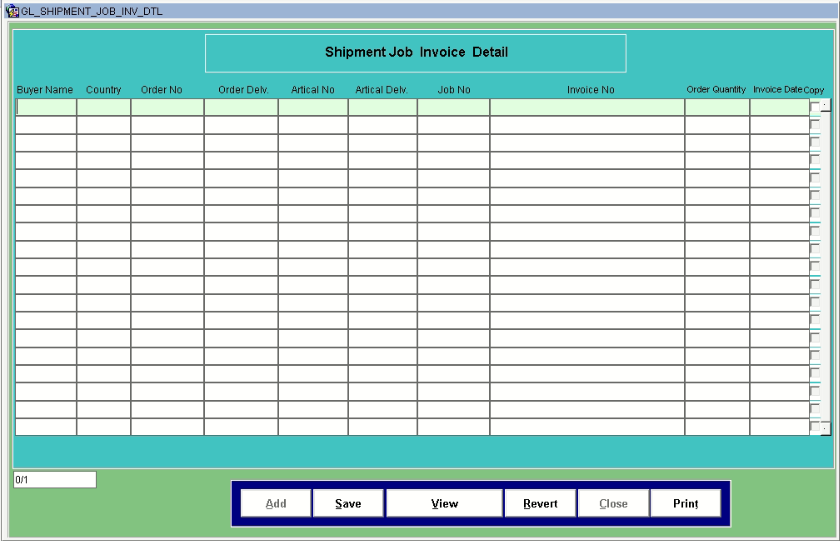 GL_SHIPMENT_JOB_INV_DTL
Shipment Job Invoice Detail
Buyer Name Country Order No Order Delv. Artical No Artical Delv. Job No Invoice No Order Quantity Invoice Date Copy
0/1
Add Save View Revert Close Print